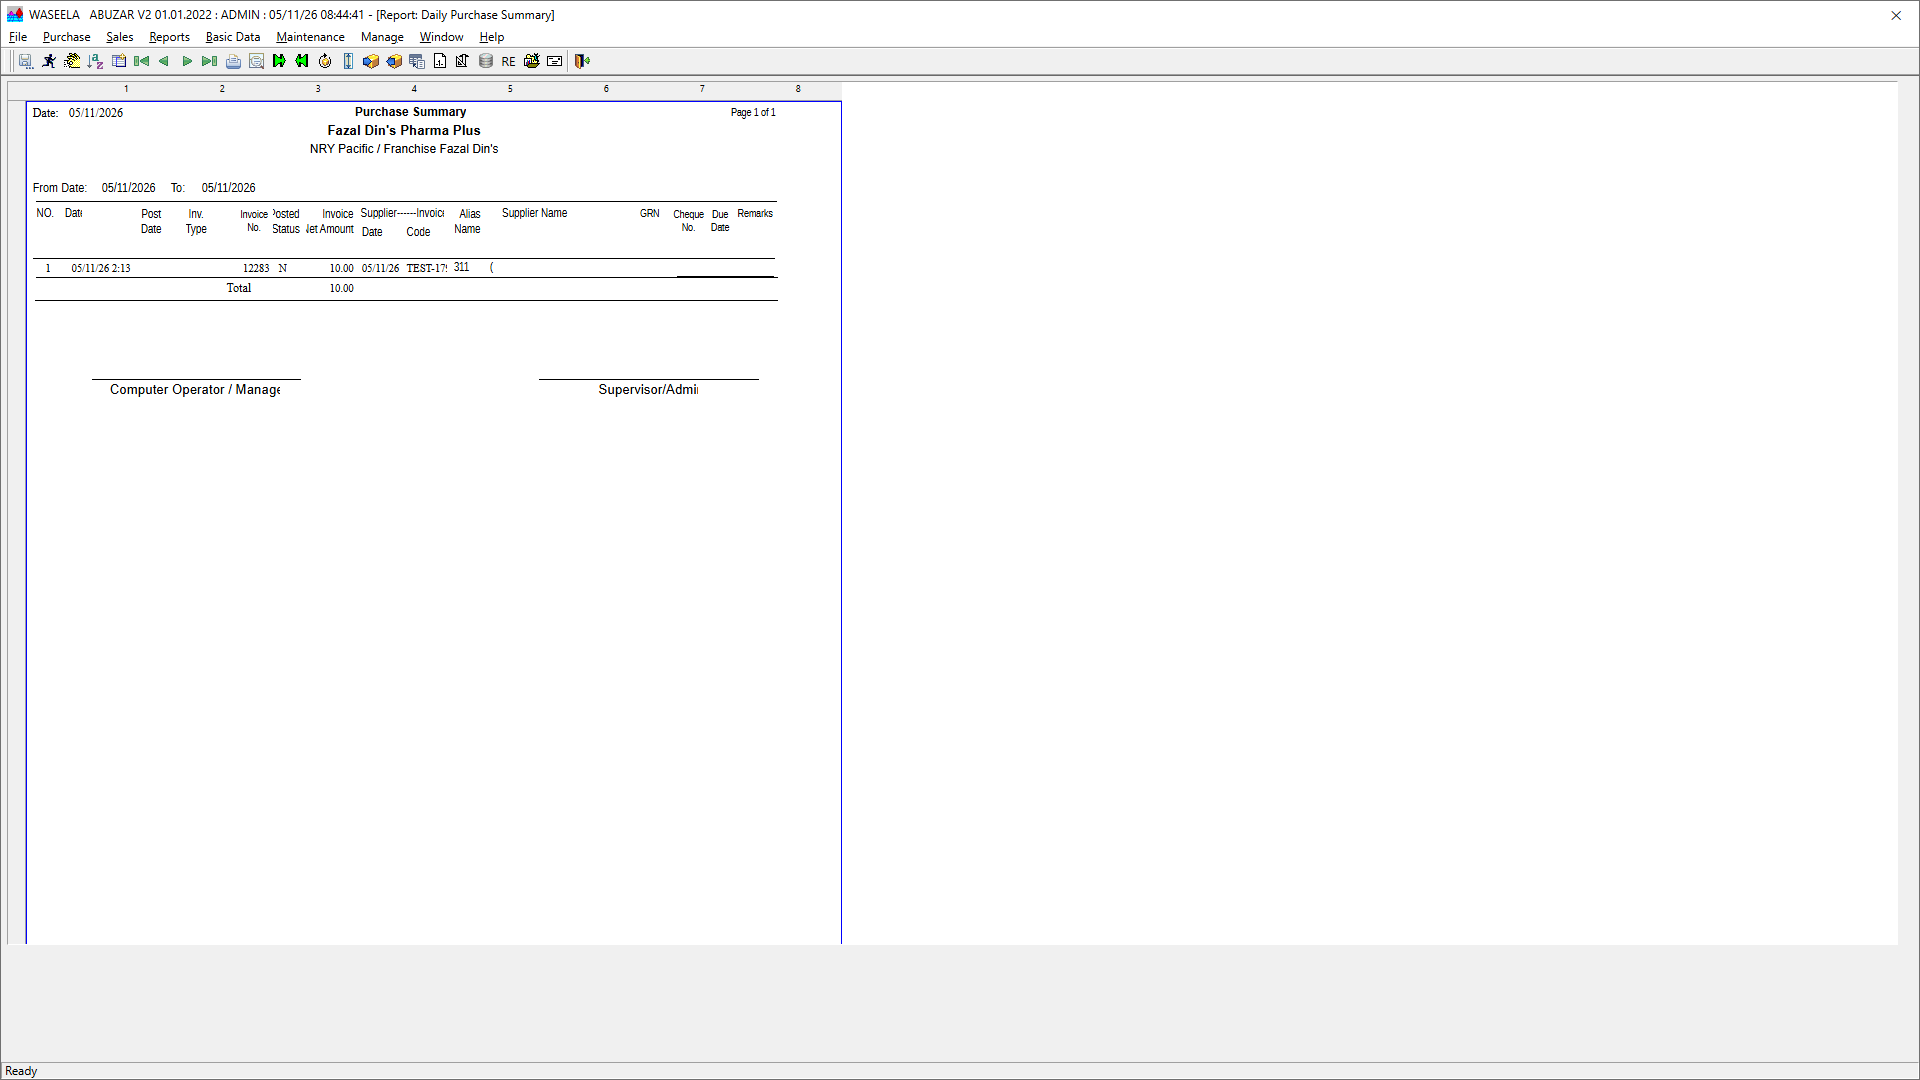 WASEELA ABUZAR V2 01.01.2022 : ADMIN : 05/11/26 08:44:41 - [Report: Daily Purchase Summary]
File Purchase Sales Reports Basic Data Maintenance Manage Window Help
RE
1 2 3 4 5 6 7 8
Date: 05/11/2026 Purchase Summary Page 1 of 1
Fazal Din's Pharma Plus
NRY Pacific / Franchise Fazal Din's
From Date: 05/11/2026 To: 05/11/2026
NO. Date Post Inv. Invoice Posted Invoice Supplier------Invoice Alias Supplier Name GRN Cheque Due Remarks
Date Type No. Status Net Amount Date Code Name No. Date
1 05/11/26 2:13 12283 N 10.00 05/11/26 TEST-179 311 (
Total 10.00
Computer Operator / Manage
Supervisor/Admi
Ready